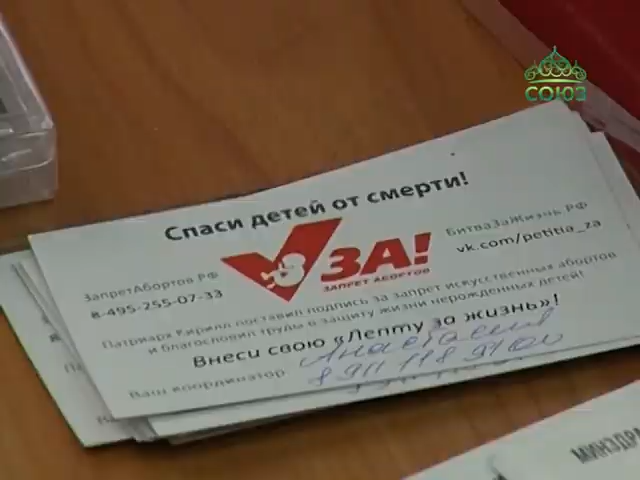 СОЮЗ
Спаси детей от смерти!
ЗапретАбортов.РФ
8-495-255-07-33
ЗА!
ЗАПРЕТ АБОРТОВ
БитваЗаЖизнь.РФ
vk.com/petitia_za
Патриарх Кирилл поставил подпись за запрет искусственных абортов
и благословил труды в защиту жизни нерожденных детей!
Внеси свою «Лепту за жизнь»!
Ваш координатор Анастасия
8 911 118
МИНЗДРА